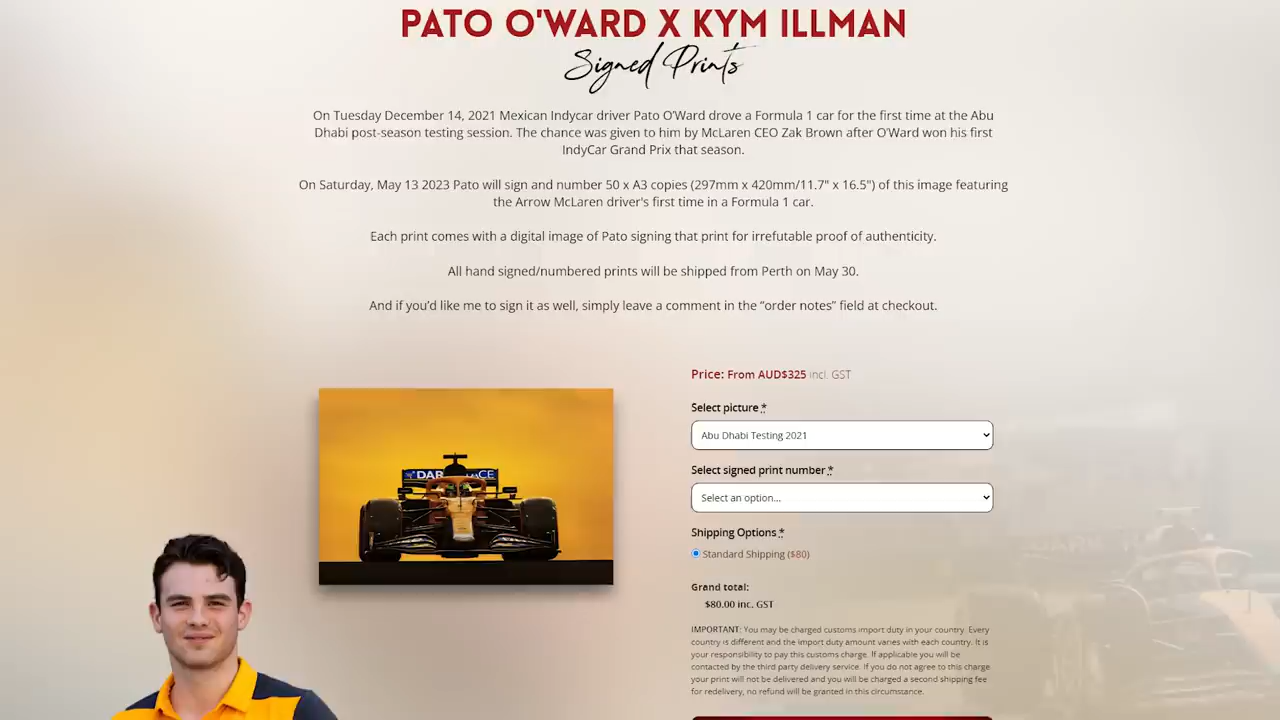 PATO O'WARD X KYM ILLMAN
Signed Prints
On Tuesday December 14, 2021 Mexican Indycar driver Pato O'Ward drove a Formula 1 car for the first time at the Abu
Dhabi post-season testing session. The chance was given to him by McLaren CEO Zak Brown after O'Ward won his first
IndyCar Grand Prix that season.
On Saturday, May 13 2023 Pato will sign and number 50 x A3 copies (297mm x 420mm/11.7" x 16.5") of this image featuring
the Arrow McLaren driver's first time in a Formula 1 car.
Each print comes with a digital image of Pato signing that print for irrefutable proof of authenticity.
All hand signed/numbered prints will be shipped from Perth on May 30.
And if you’d like me to sign it as well, simply leave a comment in the “order notes” field at checkout.
Price: From AUD$325 incl. GST
Select picture *
Abu Dhabi Testing 2021
Select signed print number *
Select an option...
Shipping Options *
Standard Shipping ($80)
Grand total:
$80.00 inc. GST
IMPORTANT: You may be charged customs import duty in your country. Every
country is different and the import duty amount varies with each country. It is
your responsibility to pay this customs charge. If applicable you will be
contacted by the third party delivery service. If you do not agree to this charge
your print will not be delivered and you will be charged a second shipping fee
for redelivery, no refund will be granted in this circumstance.